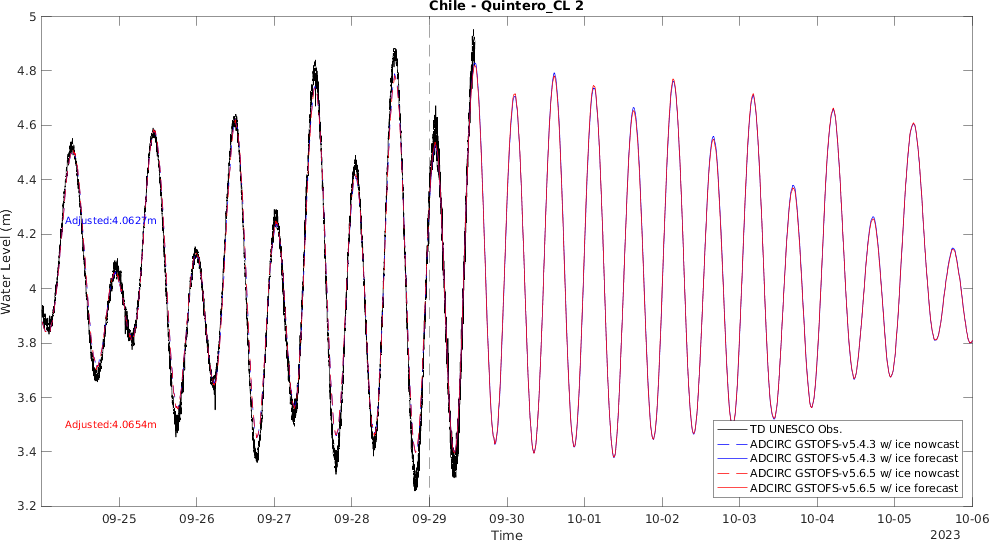 Chile - Quintero_CL 2
Water Level (m)
5
4.8
4.6
4.4
4.2
4
3.8
3.6
3.4
3.2
Adjusted:4.0627m
Adjusted:4.0654m
TD UNESCO Obs.
ADCIRC GSTOFS-v5.4.3 w/ ice nowcast
ADCIRC GSTOFS-v5.4.3 w/ ice forecast
ADCIRC GSTOFS-v5.6.5 w/ ice nowcast
ADCIRC GSTOFS-v5.6.5 w/ ice forecast
09-25 09-26 09-27 09-28 09-29 09-30 10-01 10-02 10-03 10-04 10-05 10-06
Time
2023